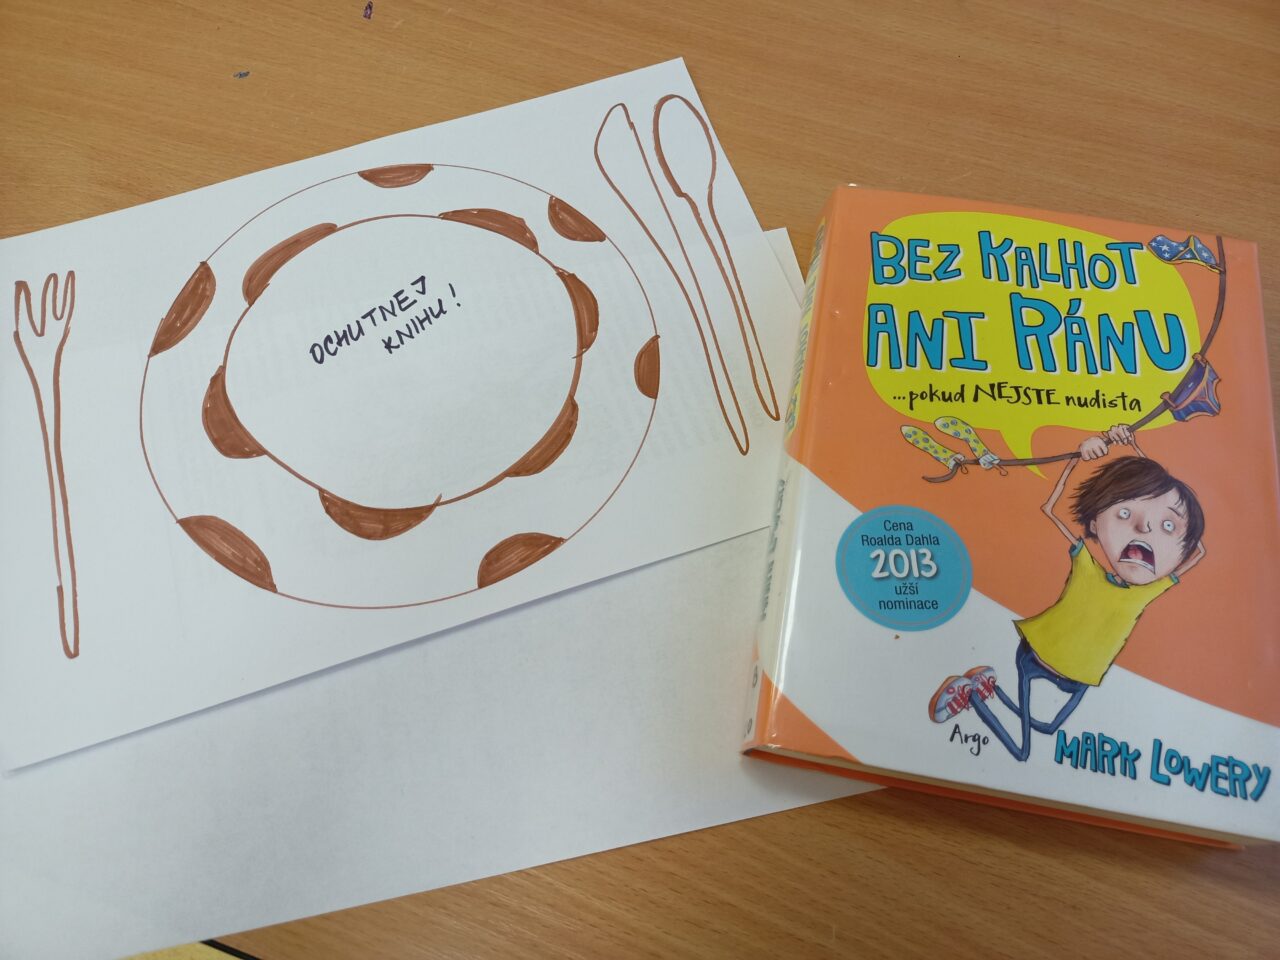 OCHUTNEJ
KNIHU!
BEZ KALHOT
ANI RÁNU
...pokud NEJSTE nudista
Cena
Roalda Dahla
2013
užší
nominace
Argo
MARK LOWERY